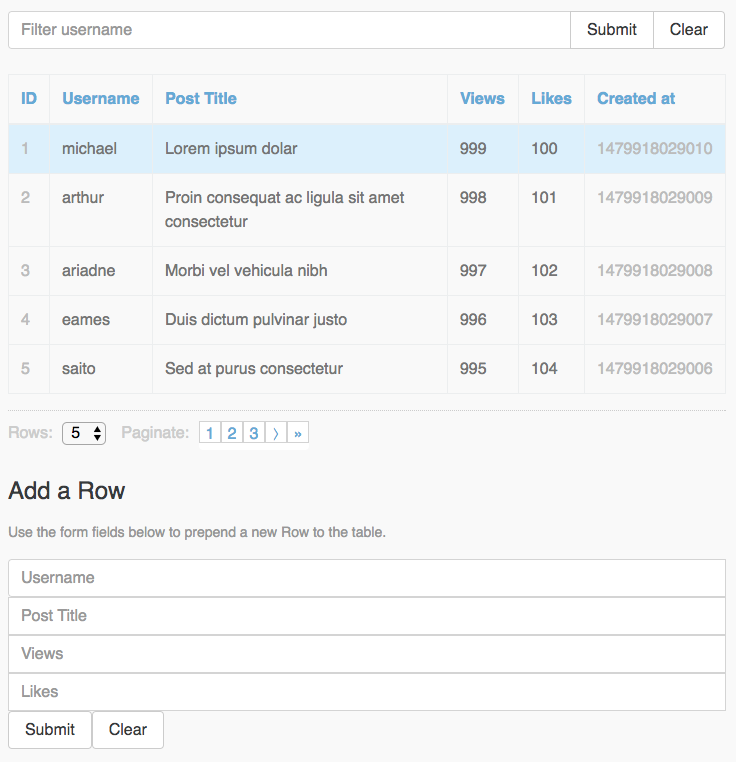 Filter username Submit Clear
ID Username Post Title Views Likes Created at
1 michael Lorem ipsum dolar 999 100 1479918029010
2 arthur Proin consequat ac ligula sit amet 998 101 1479918029009
consectetur
3 ariadne Morbi vel vehicula nibh 997 102 1479918029008
4 eames Duis dictum pulvinar justo 996 103 1479918029007
5 saito Sed at purus consectetur 995 104 1479918029006
Rows: 5 Paginate: 1 2 3 〉 »
Add a Row
Use the form fields below to prepend a new Row to the table.
Username
Post Title
Views
Likes
Submit Clear